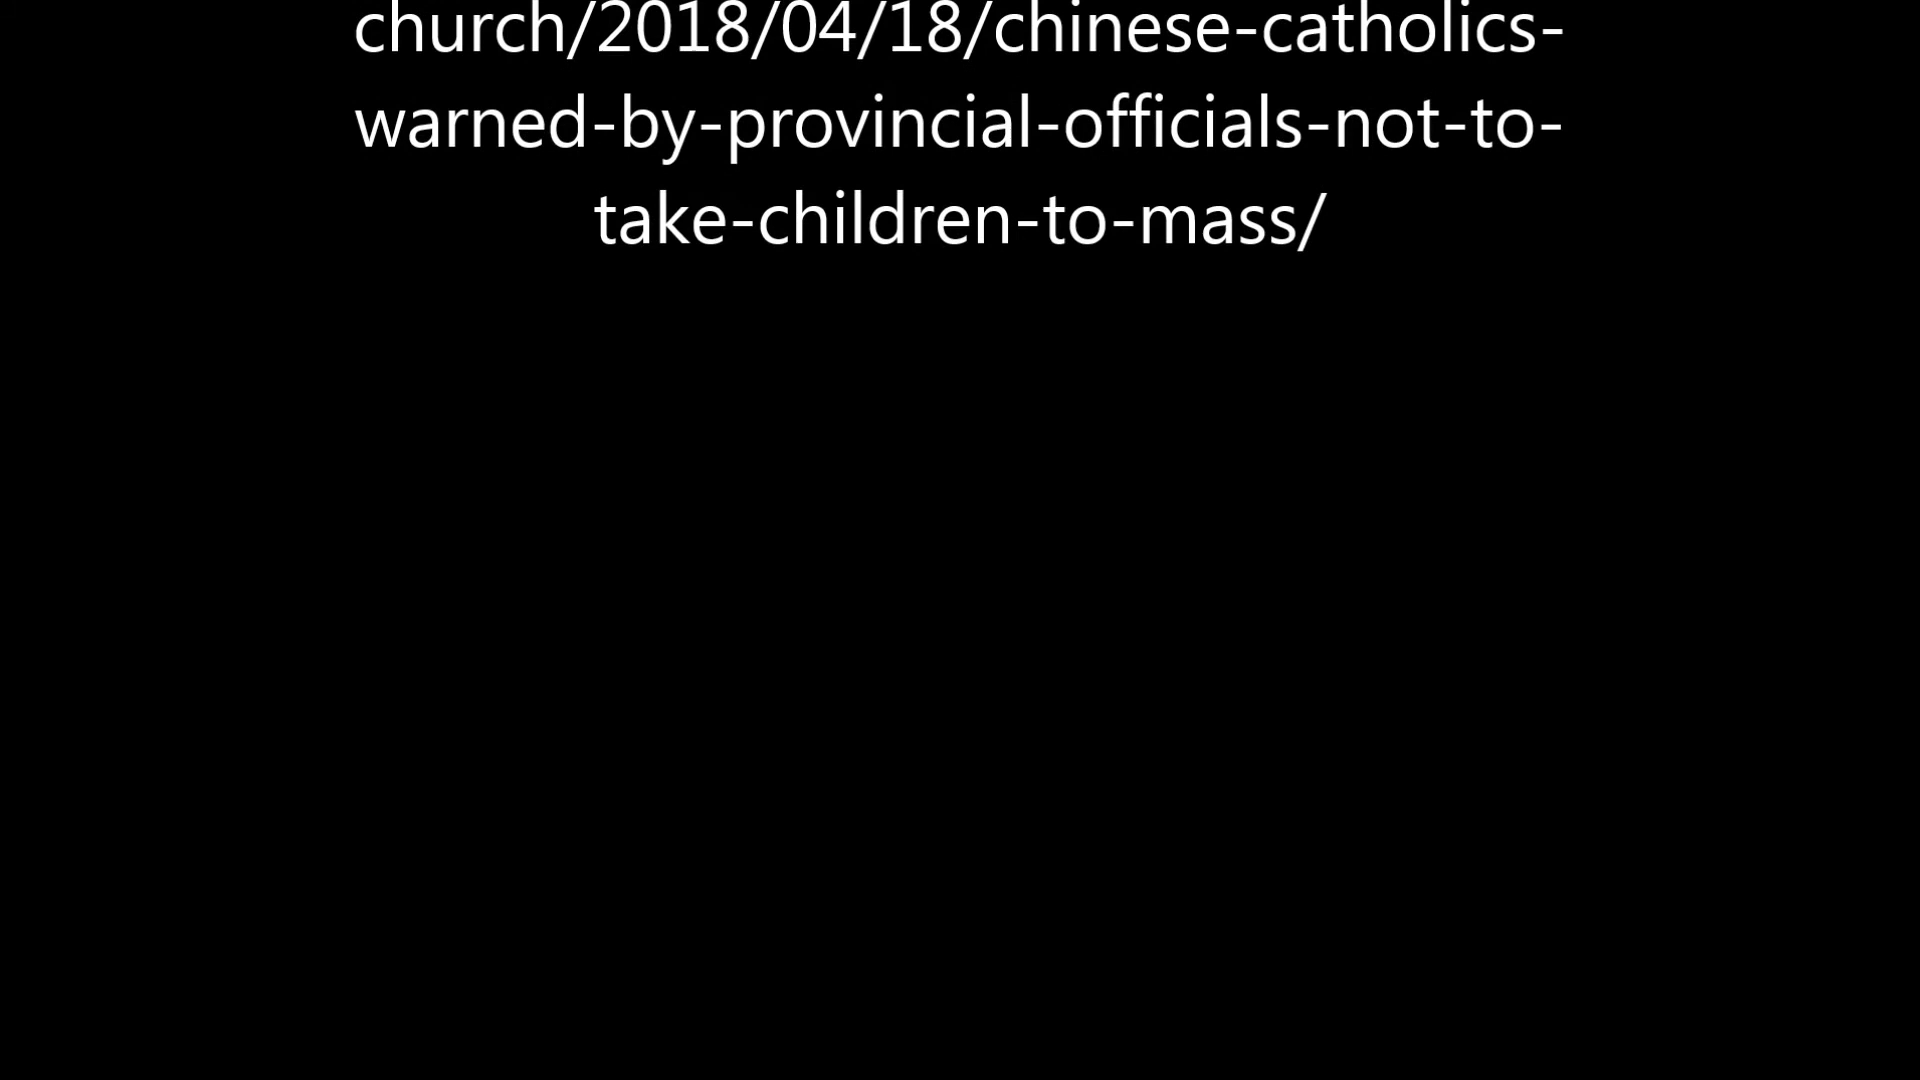 church/2018/04/18/chinese-catholics-
warned-by-provincial-officials-not-to-
take-children-to-mass/